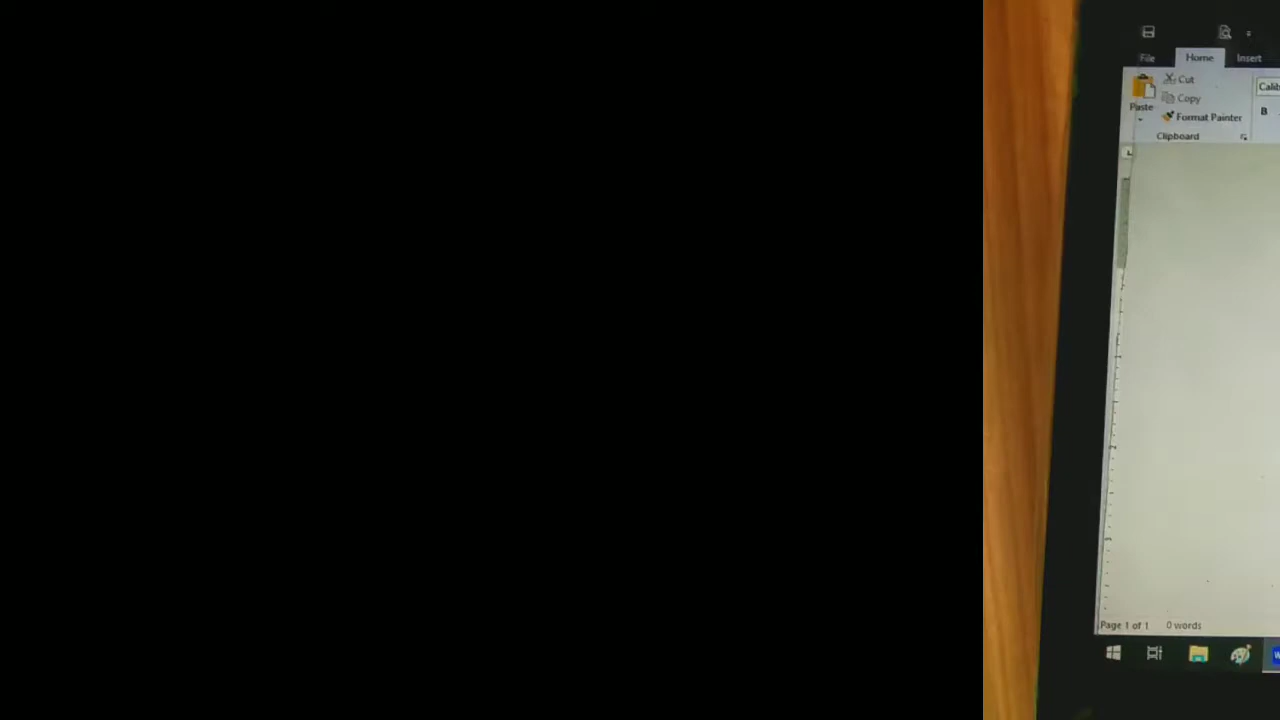 File Home Insert
Cut
Copy
Paste
Format Painter
Clipboard
B
Page 1 of 1 0 words